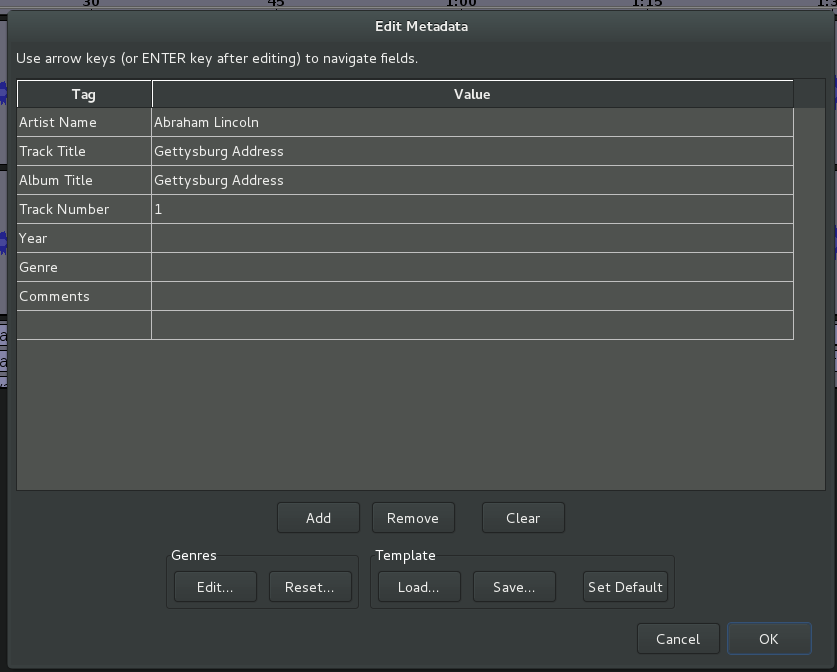 30 45 1:00 1:15
Edit Metadata
Use arrow keys (or ENTER key after editing) to navigate fields.
Tag Value
Artist Name Abraham Lincoln
Track Title Gettysburg Address
Album Title Gettysburg Address
Track Number 1
Year
Genre
Comments
Add Remove Clear
Genres Template
Edit... Reset... Load... Save... Set Default
Cancel OK